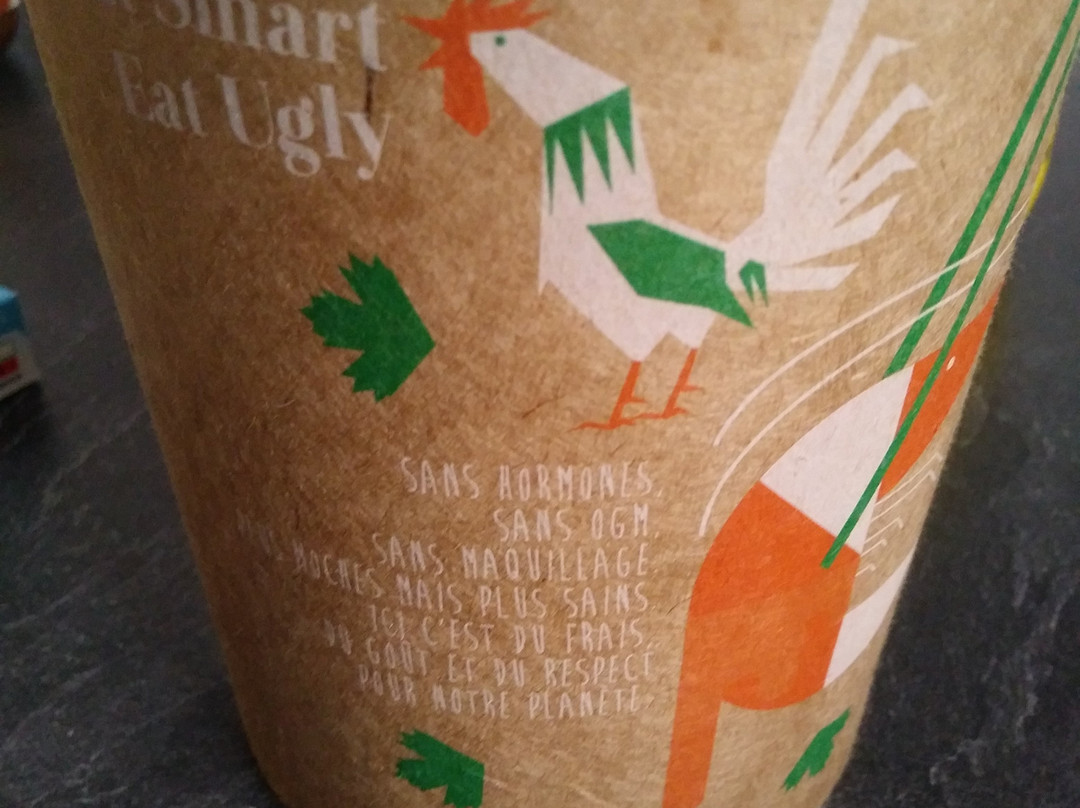 Smart
Eat Ugly
SANS HORMONES,
SANS OGM,
SANS MAQUILLAGE
PLUS MOCHES MAIS PLUS SAINS.
ICI C'EST DU FRAIS,
DU GOÛT ET DU RESPECT
POUR NOTRE PLANÈTE.